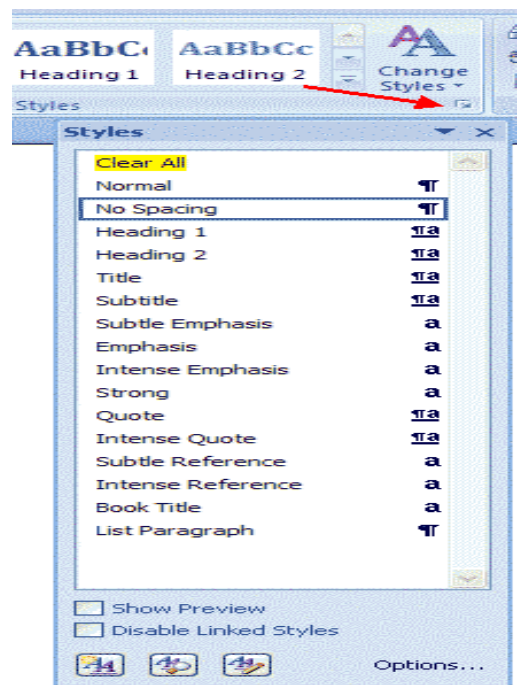 AaBbC AaBbCc
Heading 1 Heading 2 Change Styles
Styles
Styles
Clear All
Normal ¶
No Spacing ¶
Heading 1 ¶a
Heading 2 ¶a
Title ¶a
Subtitle ¶a
Subtle Emphasis a
Emphasis a
Intense Emphasis a
Strong a
Quote ¶a
Intense Quote ¶a
Subtle Reference a
Intense Reference a
Book Title a
List Paragraph ¶
Show Preview
Disable Linked Styles
Options...